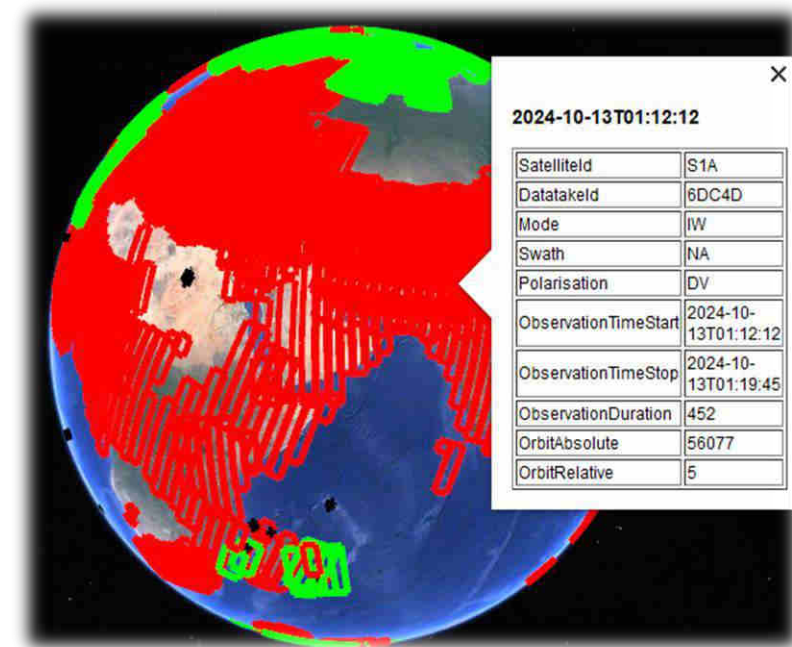 ×
2024-10-13T01:12:12
SatelliteId S1A
DatatakeId 6DC4D
Mode IW
Swath NA
Polarisation DV
ObservationTimeStart 2024-10-
13T01:12:12
ObservationTimeStop 2024-10-
13T01:19:45
ObservationDuration 452
OrbitAbsolute 56077
OrbitRelative 5